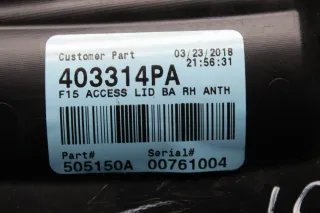 Customer Part 03/23/2018
21:56:31
403314PA
F15 ACCESS LID BA RH ANTH
Part# Serial#
505150A 00761004